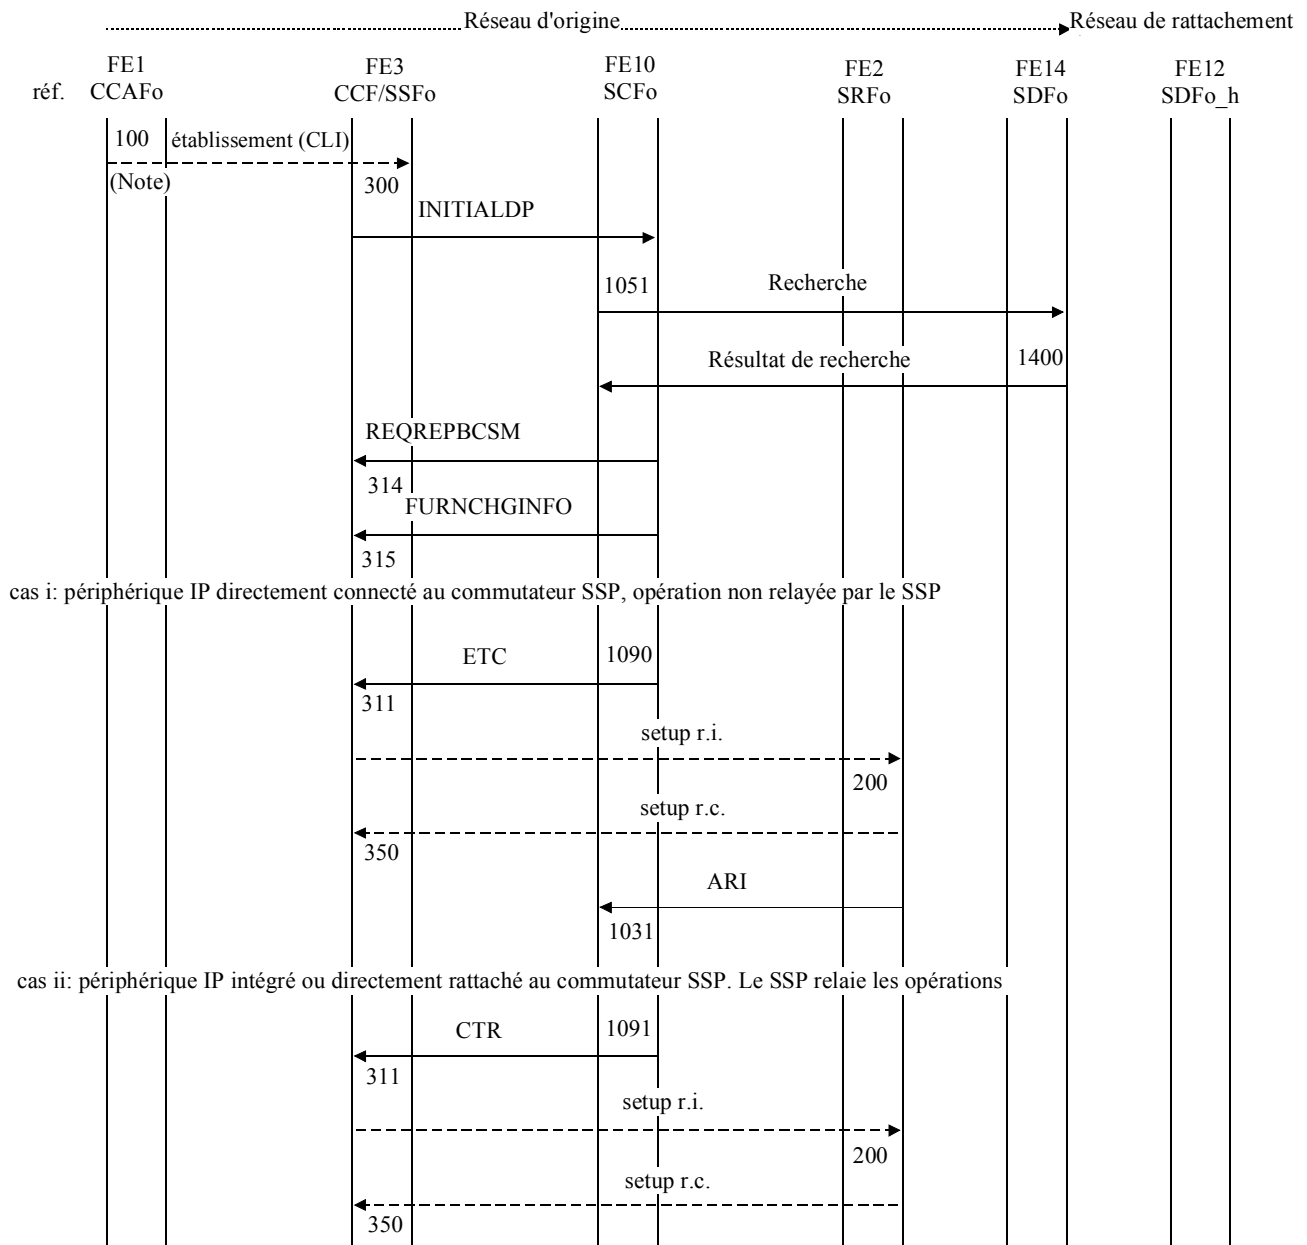 Réseau d'origine
Réseau de rattachement
réf.
FE1
CCAFo
FE3
CCF/SSFo
FE10
SCFo
FE2
SRFo
FE14
SDFo
FE12
SDFo_h
100
établissement (CLI)
(Note)
300
INITIALDP
1051
Recherche
Résultat de recherche
1400
REQREPBCSM
314
FURNCHGINFO
315
cas i: périphérique IP directement connecté au commutateur SSP, opération non relayée par le SSP
ETC
1090
311
setup r.i.
200
setup r.c.
350
ARI
1031
cas ii: périphérique IP intégré ou directement rattaché au commutateur SSP. Le SSP relaie les opérations
CTR
1091
311
setup r.i.
200
setup r.c.
350